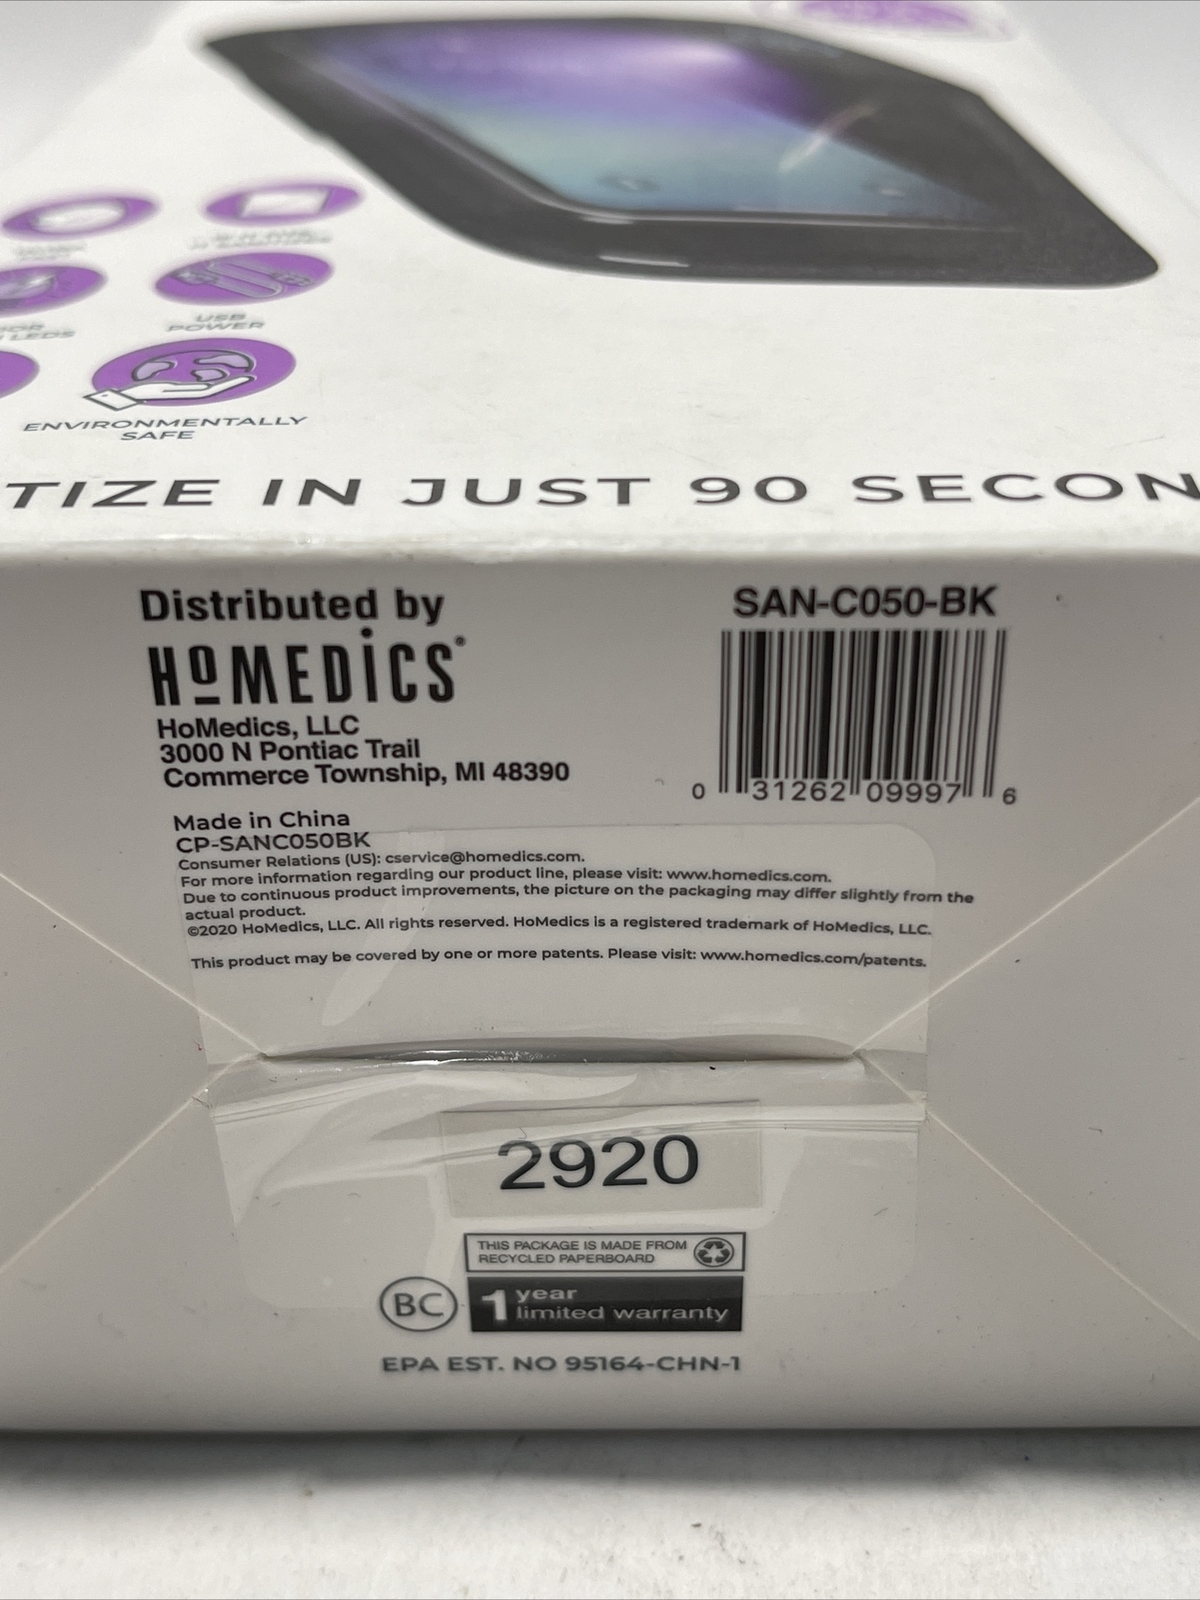 USB
POWER
LEDS
ENVIRONMENTALLY
SAFE
TIZE IN JUST 90 SECON
Distributed by
HOMEDICS®
HoMedics, LLC
3000 N Pontiac Trail
Commerce Township, MI 48390
SAN-C050-BK
0 31262 09997 6
Made in China
CP-SANC050BK
Consumer Relations (US): cservice@homedics.com.
For more information regarding our product line, please visit: www.homedics.com.
Due to continuous product improvements, the picture on the packaging may differ slightly from the
actual product.
©2020 HoMedics, LLC. All rights reserved. HoMedics is a registered trademark of HoMedics, LLC.
This product may be covered by one or more patents. Please visit: www.homedics.com/patents.
2920
THIS PACKAGE IS MADE FROM
RECYCLED PAPERBOARD
BC
1 year
limited warranty
EPA EST. NO 95164-CHN-1